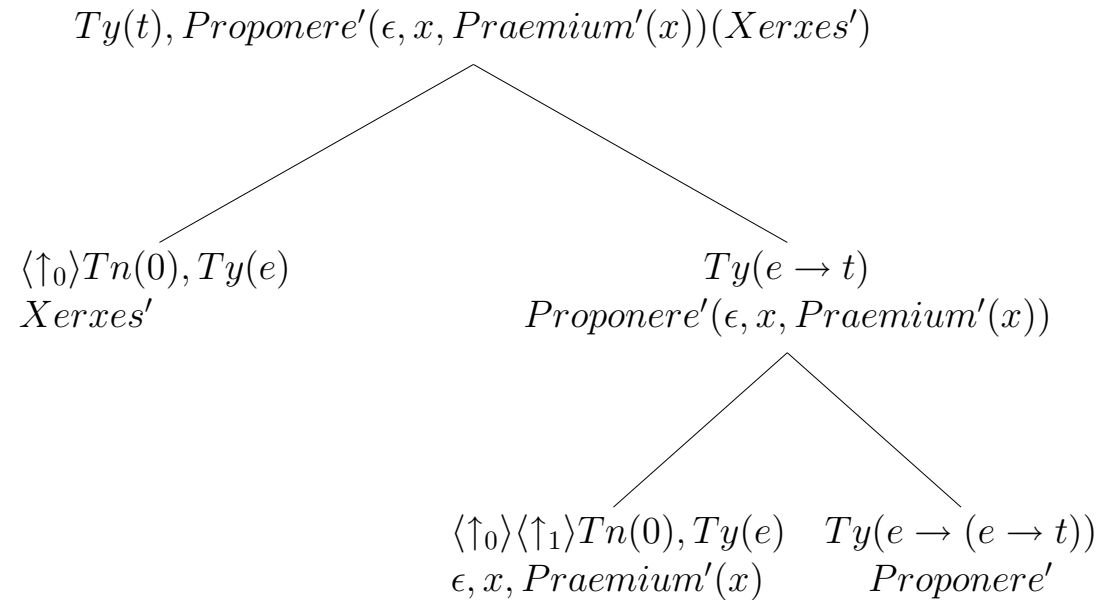 Ty(t), Proponere′(ϵ, x, Praemium′(x))(Xerxes′)
⟨↑₀⟩Tn(0), Ty(e)
Xerxes′
Ty(e → t)
Proponere′(ϵ, x, Praemium′(x))
⟨↑₀⟩⟨↑₁⟩Tn(0), Ty(e)
ϵ, x, Praemium′(x)
Ty(e → (e → t))
Proponere′